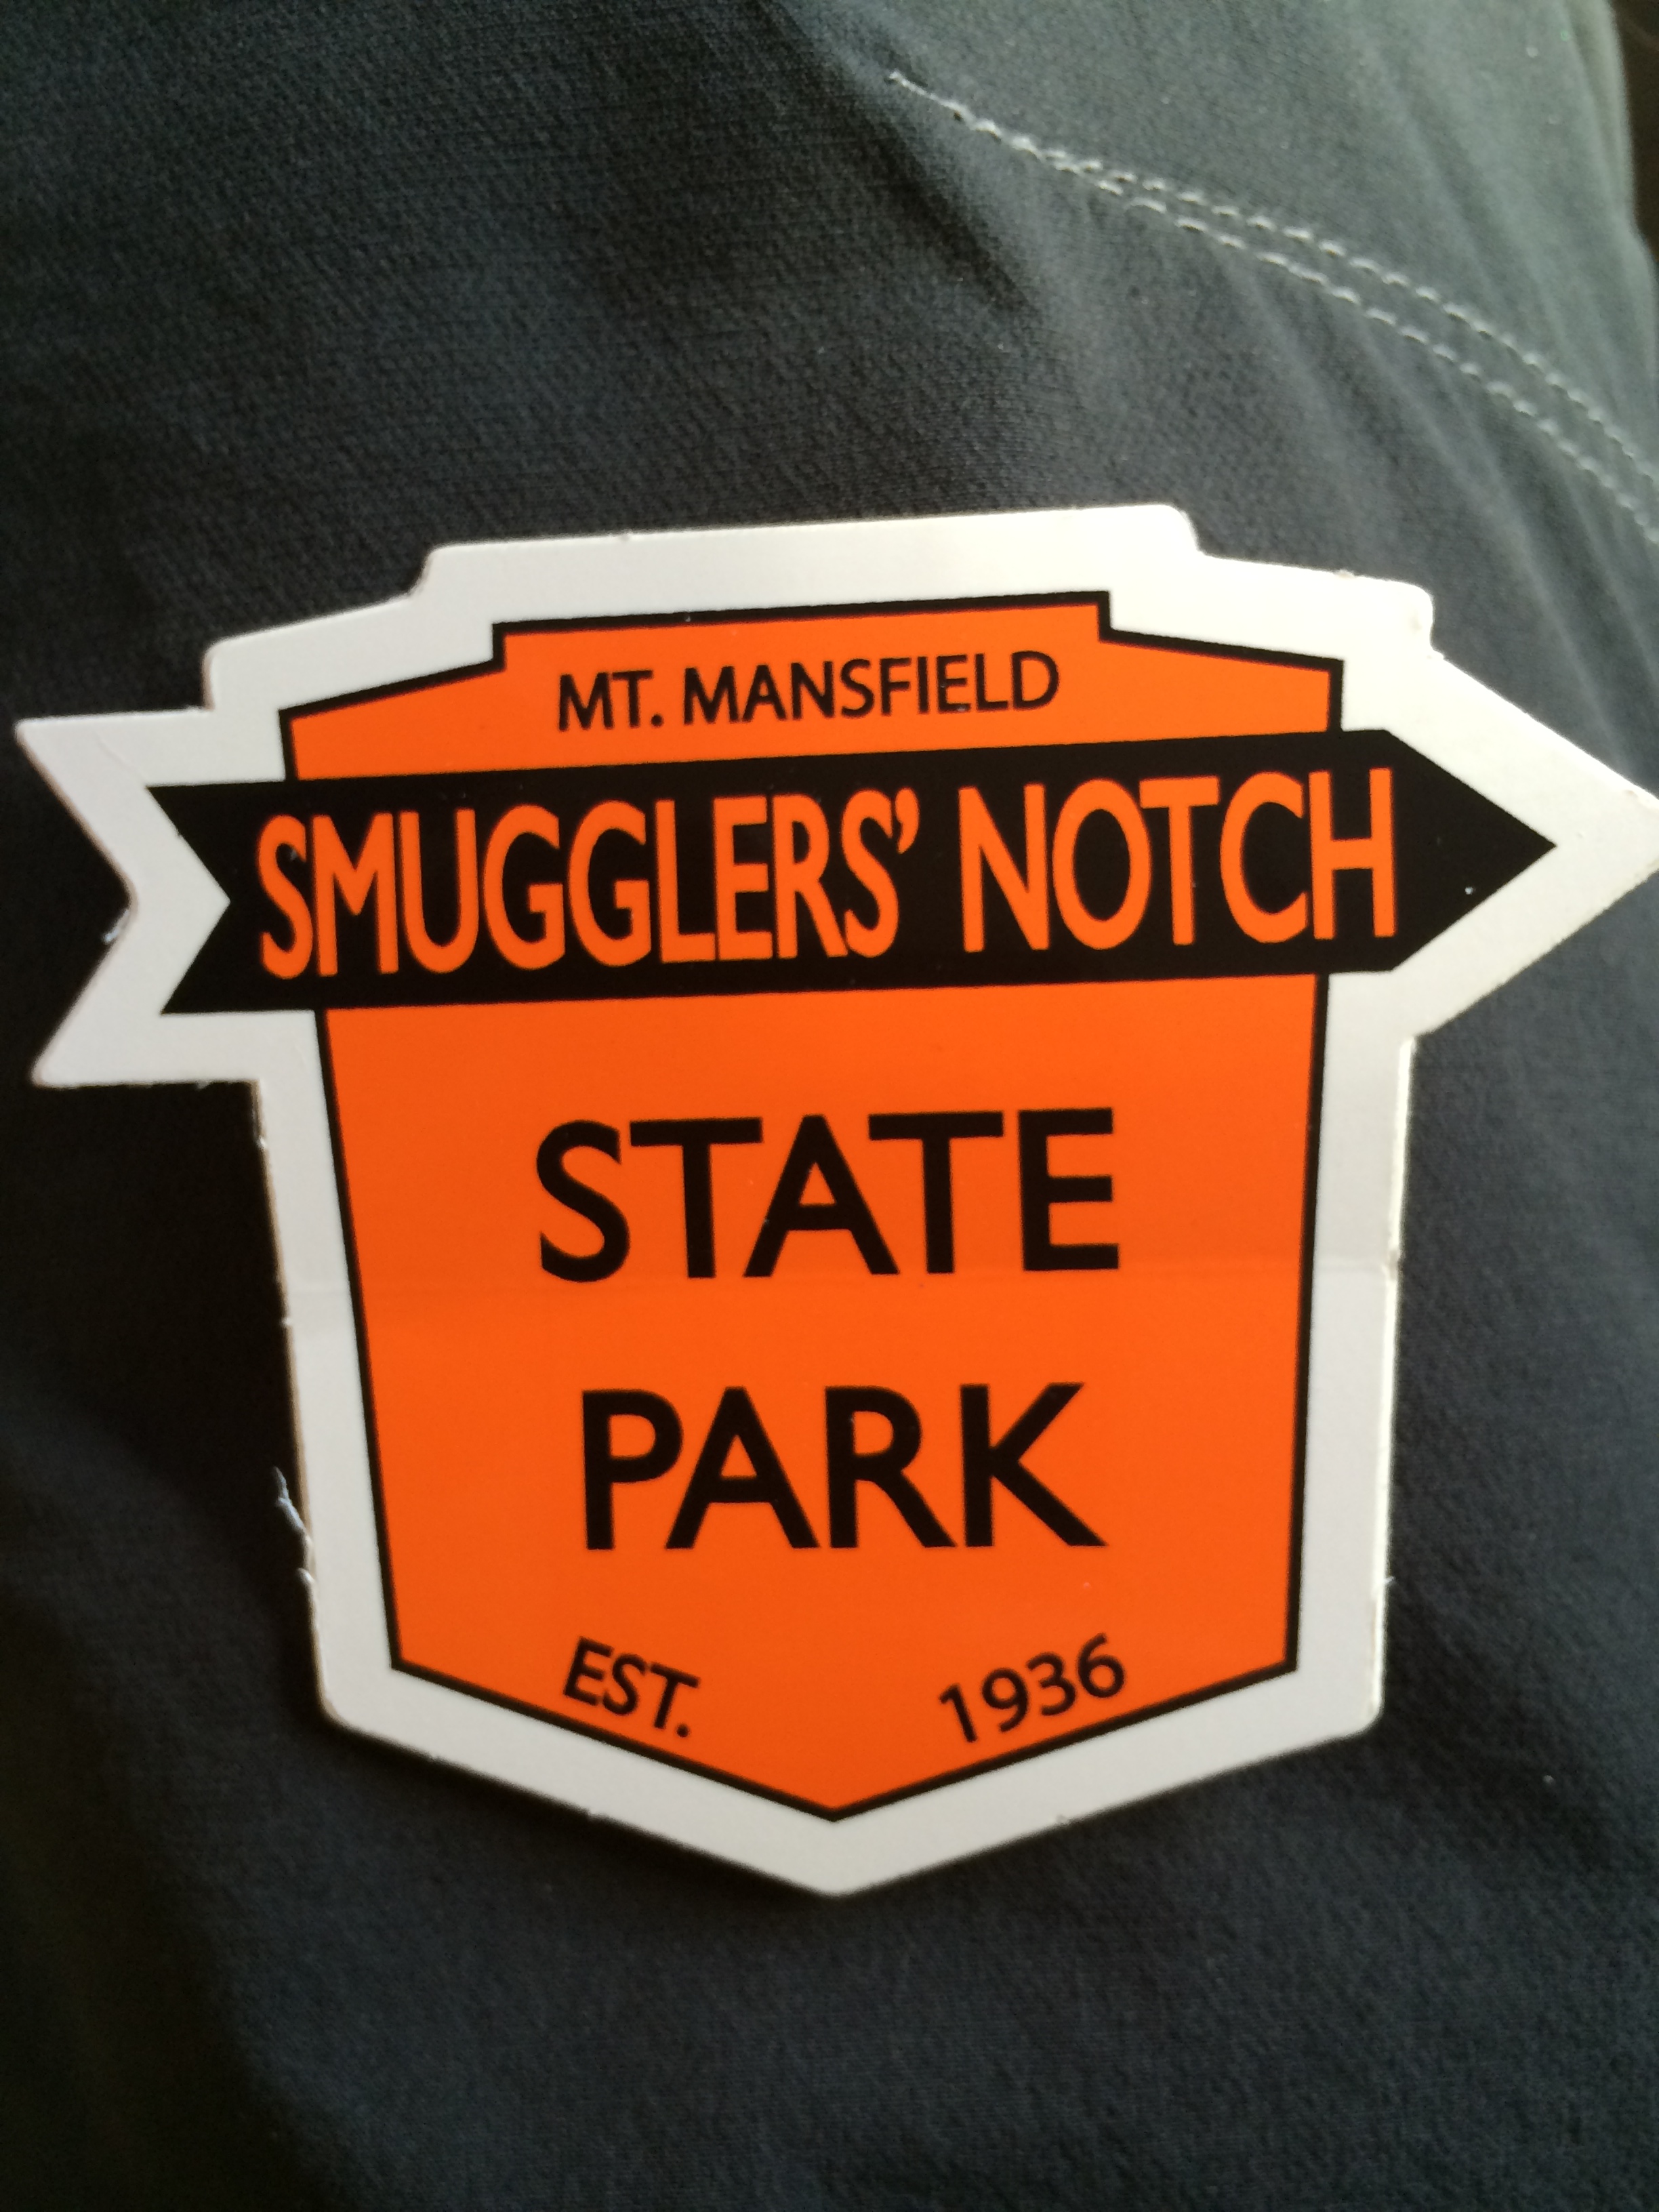 MT. MANSFIELD
SMUGGLERS’ NOTCH
STATE
PARK
EST. 1936